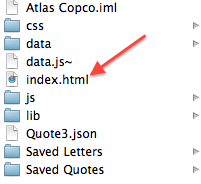 Atlas Copco.iml
css
data
data.js~
index.html
js
lib
Quote3.json
Saved Letters
Saved Quotes